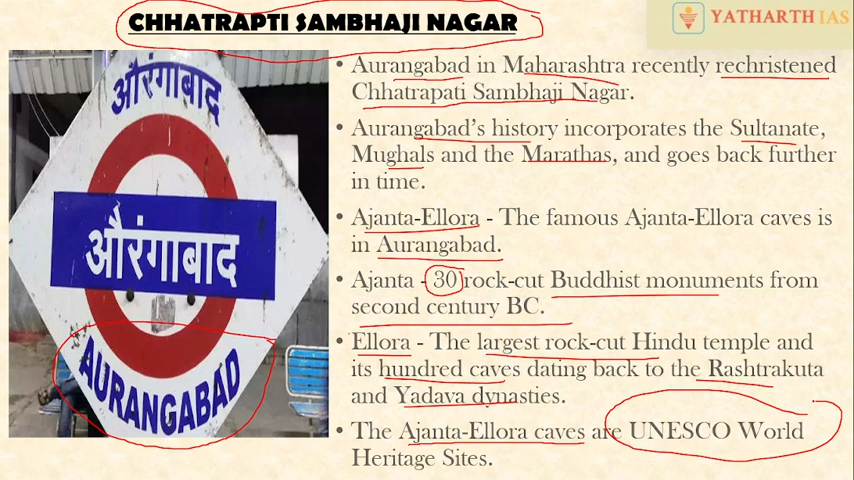 CHHATRAPTI SAMBHAJI NAGAR
YATHARTH IAS
औरंगाबाद
औरंगाबाद
AURANGABAD
• Aurangabad in Maharashtra recently rechristened
Chhatrapati Sambhaji Nagar.
• Aurangabad's history incorporates the Sultanate,
Mughals and the Marathas, and goes back further
in time.
• Ajanta-Ellora - The famous Ajanta-Ellora caves is
in Aurangabad.
• Ajanta - 30 rock-cut Buddhist monuments from
second century BC.
• Ellora - The largest rock-cut Hindu temple and
its hundred caves dating back to the Rashtrakuta
and Yadava dynasties.
• The Ajanta-Ellora caves are UNESCO World
Heritage Sites.